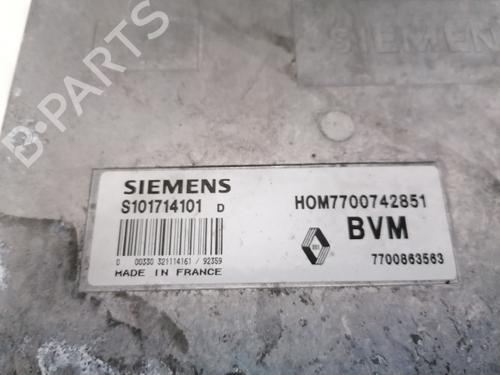 SIEMENS
SIEMENS
S101714101 D
HOM7700742851
BVM
0 00330 321114161 / 92359
7700863563
MADE IN FRANCE
B-PARTS